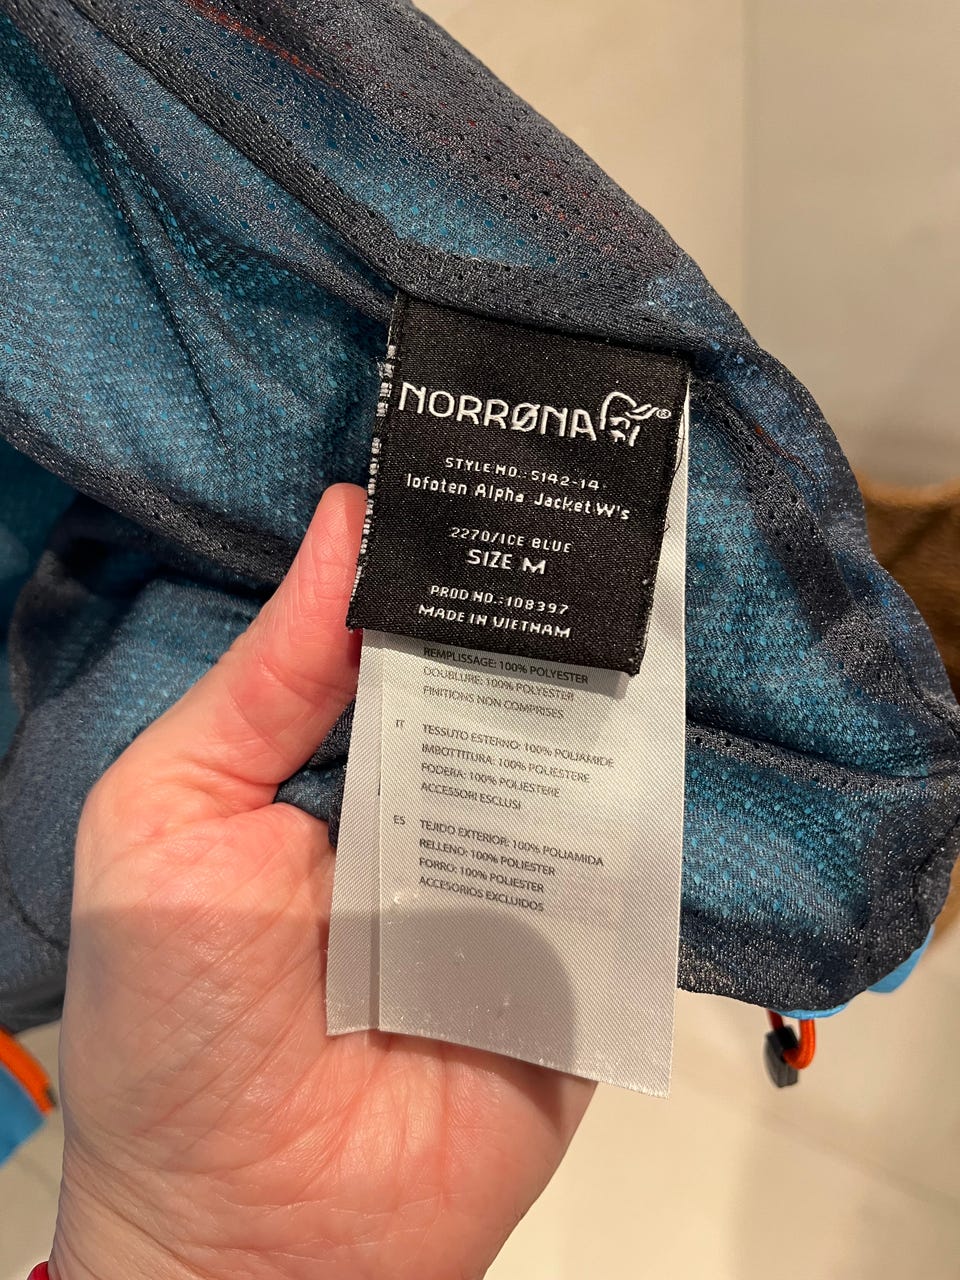 NORRØNA®
STYLE NO.: 5142-14
lofoten Alpha Jacket W's
2270/ICE BLUE
SIZE M
PROD NO.:108397
MADE IN VIETNAM
REMPLISSAGE: 100% POLYESTER
DOUBLURE: 100% POLYESTER
FINITIONS NON COMPRISES
IT TESSUTO ESTERNO: 100% POLIAMIDE
IMBOTTITURA: 100% POLIESTERE
FODERA: 100% POLIESTERE
ACCESSORI ESCLUSI
ES TEJIDO EXTERIOR: 100% POLIAMIDA
RELLENO: 100% POLIESTER
FORRO: 100% POLIESTER
ACCESORIOS EXCLUIDOS